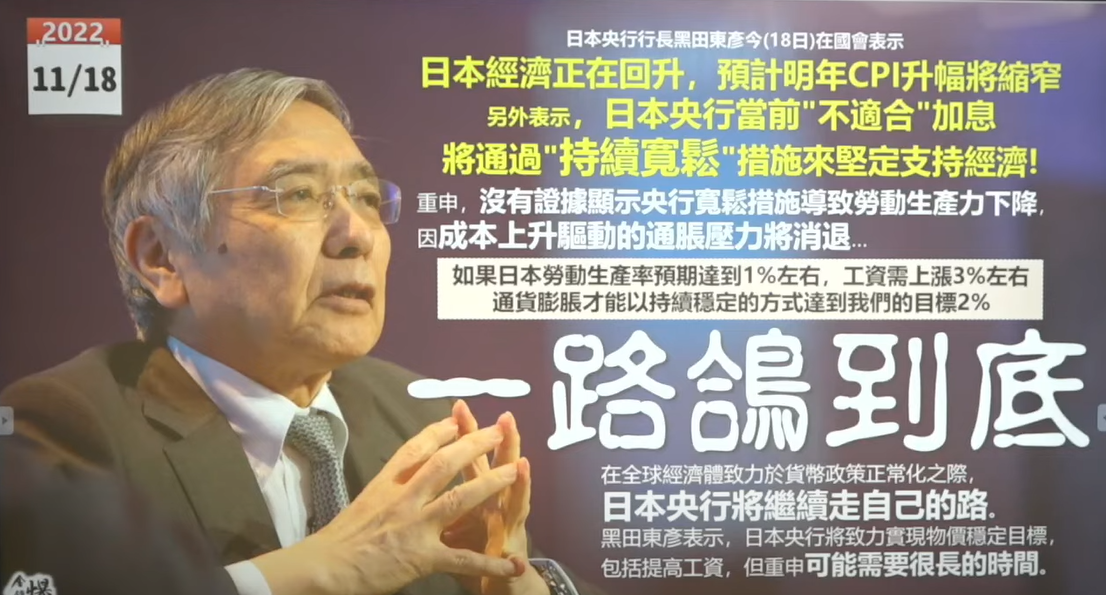 2022
11/18
日本央行行長黑田東彥今(18日)在國會表示
日本經濟正在回升，預計明年CPI升幅將縮窄
另外表示，日本央行當前"不適合"加息
將通過"持續寬鬆"措施來堅定支持經濟!
重申，沒有證據顯示央行寬鬆措施導致勞動生產力下降，
因成本上升驅動的通脹壓力將消退...
如果日本勞動生產率預期達到1%左右，工資需上漲3%左右
通貨膨脹才能以持續穩定的方式達到我們的目標2%
一路鴿到底
在全球經濟體致力於貨幣政策正常化之際，
日本央行將繼續走自己的路.
黑田東彥表示，日本央行將致力實現物價穩定目標，
包括提高工資，但重申可能需要很長的時間.